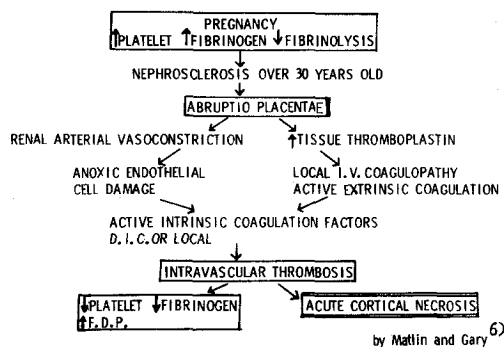 PREGNANCY
↑PLATELET ↑FIBRINOGEN ↓FIBRINOLYSIS
NEPHROSCLEROSIS OVER 30 YEARS OLD
ABRUPTIO PLACENTAE
RENAL ARTERIAL VASOCONSTRICTION
↑TISSUE THROMBOPLASTIN
ANOXIC ENDOTHELIAL
CELL DAMAGE
LOCAL I.V. COAGULOPATHY
ACTIVE EXTRINSIC COAGULATION
ACTIVE INTRINSIC COAGULATION FACTORS
D.I.C. OR LOCAL
INTRAVASCULAR THROMBOSIS
↓PLATELET ↓FIBRINOGEN
↑F.D.P.
ACUTE CORTICAL NECROSIS
by Matlin and Gary 6)